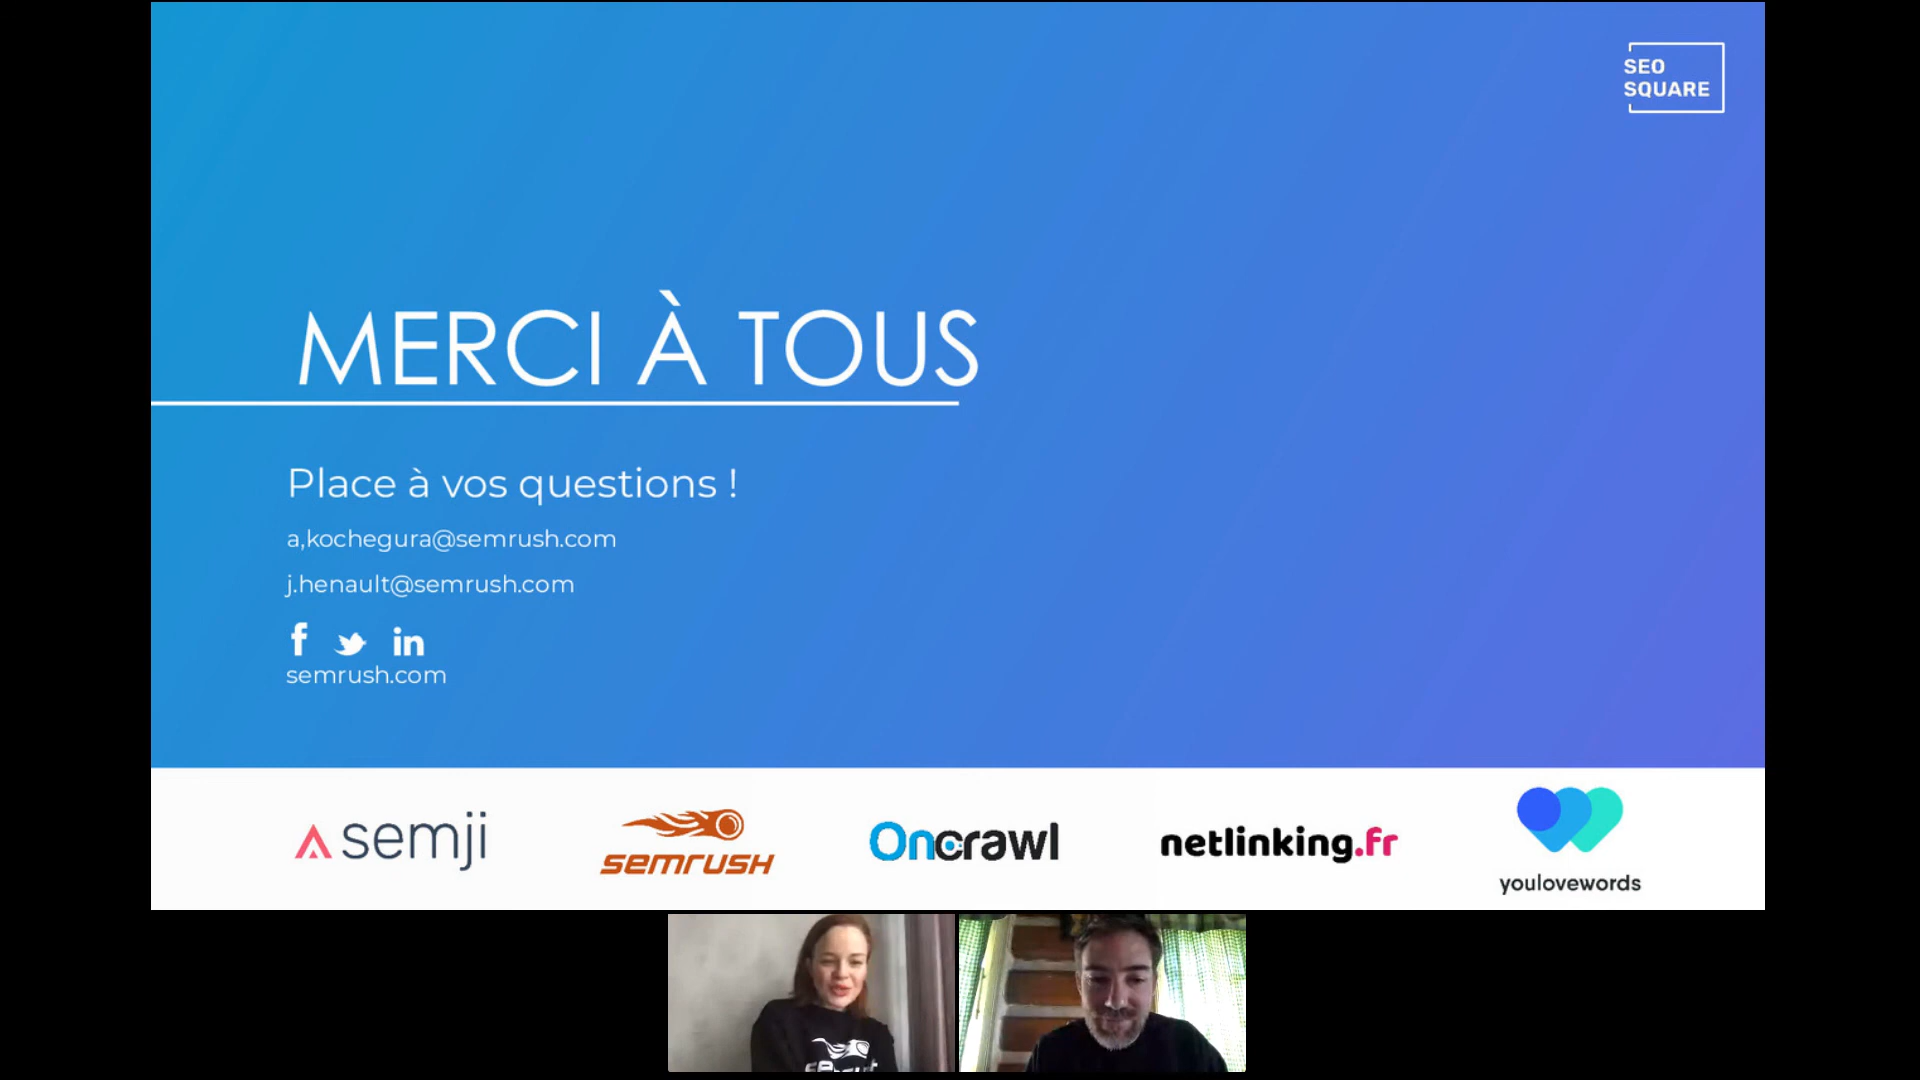 SEO
SQUARE
MERCI À TOUS
Place à vos questions !
a,kochegura@semrush.com
j.henault@semrush.com
f in
semrush.com
semji
semrush
Oncrawl
netlinking.fr
youlovewords